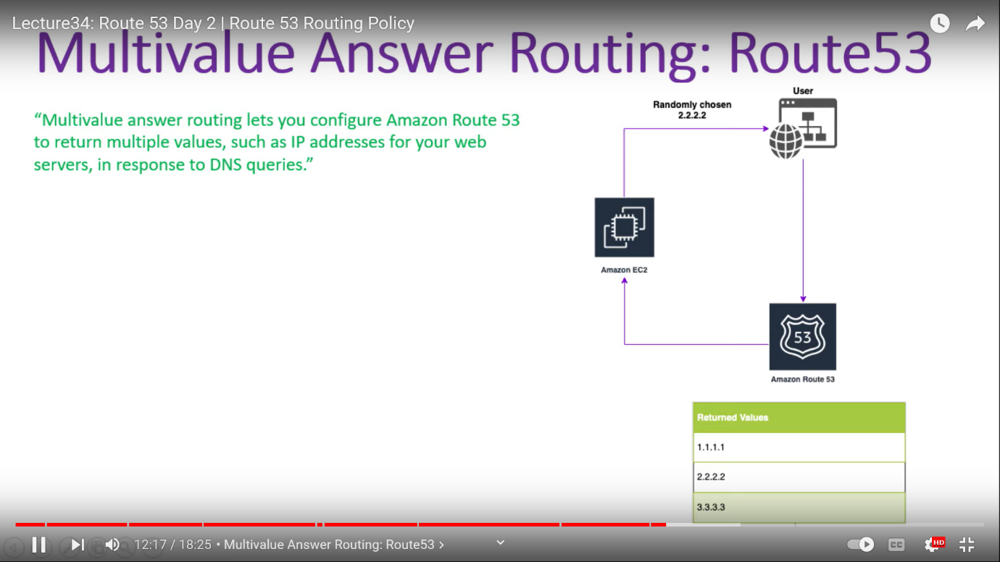 Lecture34: Route 53 Day 2 | Route 53 Routing Policy
Multivalue Answer Routing: Route53
“Multivalue answer routing lets you configure Amazon Route 53
to return multiple values, such as IP addresses for your web
servers, in response to DNS queries.”
User
Randomly chosen
2.2.2.2
Amazon EC2
53
Amazon Route 53
Returned Values
1.1.1.1
2.2.2.2
3.3.3.3
12:17 / 18:25 • Multivalue Answer Routing: Route53 >
CC
HD